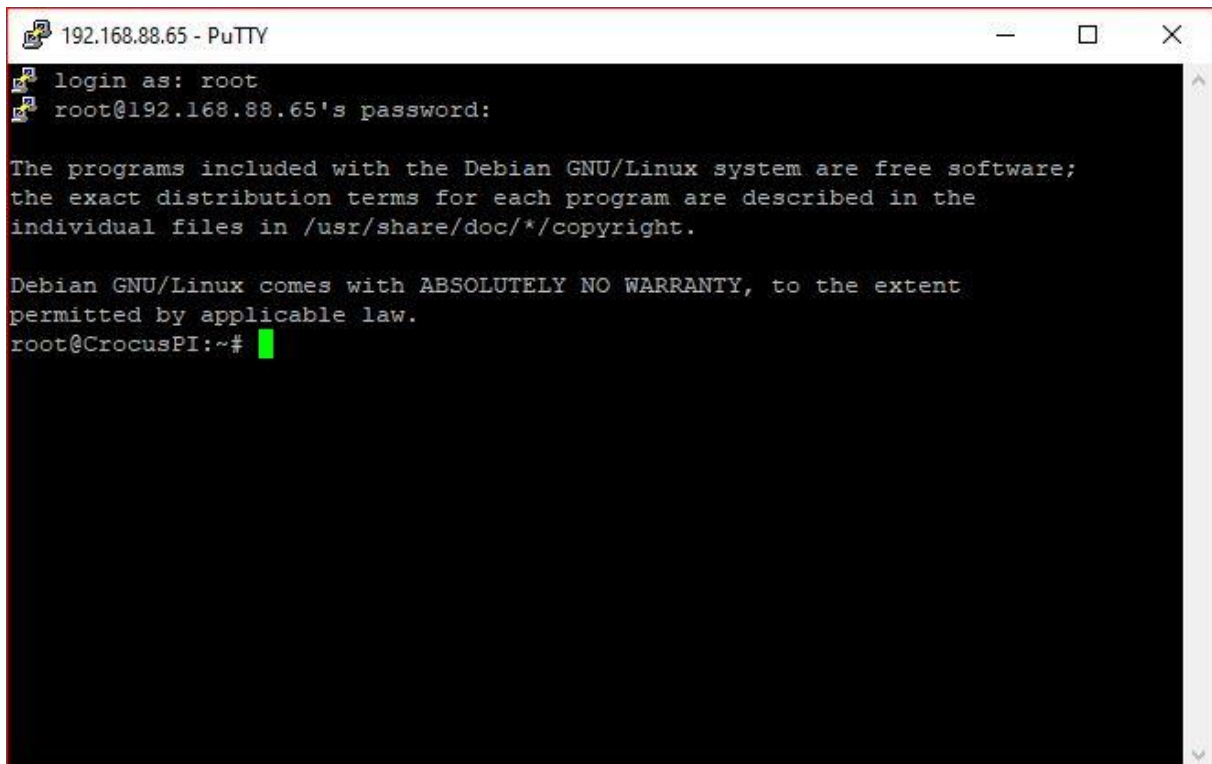 192.168.88.65 - PuTTY
login as: root
root@192.168.88.65's password:
The programs included with the Debian GNU/Linux system are free software;
the exact distribution terms for each program are described in the
individual files in /usr/share/doc/*/copyright.
Debian GNU/Linux comes with ABSOLUTELY NO WARRANTY, to the extent
permitted by applicable law.
root@CrocusPI:~#